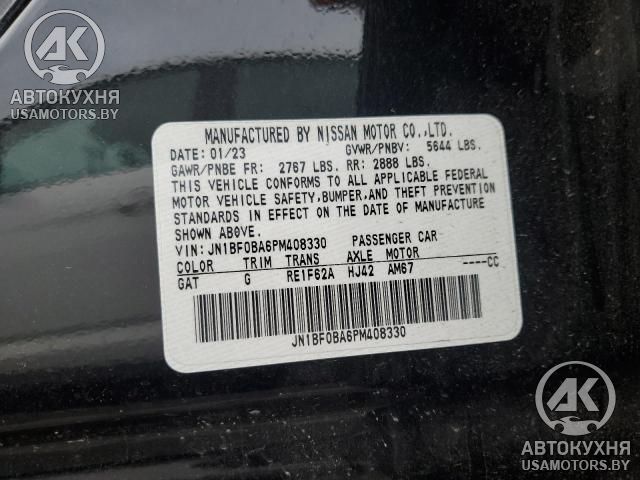 AK
АВТОКУХНЯ
USAMOTORS.BY
MANUFACTURED BY NISSAN MOTOR CO.,LTD.
DATE: 01/23 GVWR/PNBV: 5644 LBS.
GAWR/PNBE FR: 2767 LBS. RR: 2888 LBS.
THIS VEHICLE CONFORMS TO ALL APPLICABLE FEDERAL
MOTOR VEHICLE SAFETY,BUMPER,AND THEFT PREVENTION
STANDARDS IN EFFECT ON THE DATE OF MANUFACTURE
SHOWN ABOVE.
VIN: JN1BF0BA6PM408330 PASSENGER CAR
COLOR TRIM TRANS AXLE MOTOR
GAT G RE1F62A HJ42 AM67 ----CC
JN1BF0BA6PM408330
AK
АВТОКУХНЯ
USAMOTORS.BY